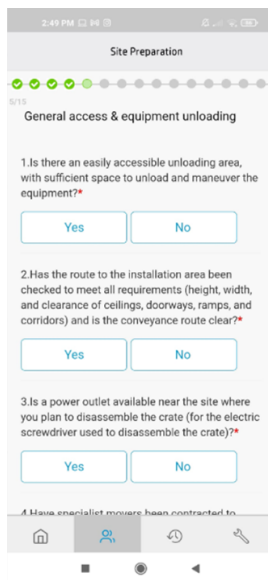 2:49 PM
Site Preparation
5/15
General access & equipment unloading
1.Is there an easily accessible unloading area,
with sufficient space to unload and maneuver the
equipment?*
Yes No
2.Has the route to the installation area been
checked to meet all requirements (height, width,
and clearance of ceilings, doorways, ramps, and
corridors) and is the conveyance route clear?*
Yes No
3.Is a power outlet available near the site where
you plan to disassemble the crate (for the electric
screwdriver used to disassemble the crate)?*
Yes No
4.Have specialist movers been contracted to